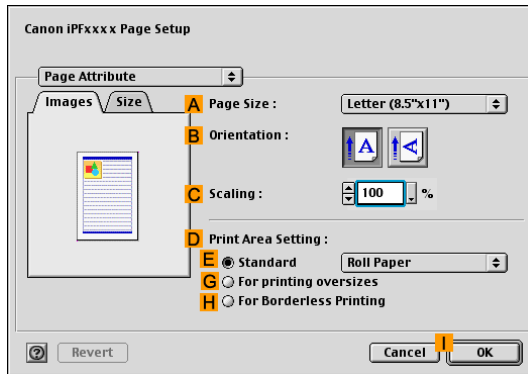 Canon iPFxxxx Page Setup
Page Attribute
Images Size
A Page Size : Letter (8.5"x11")
B Orientation : A A
C Scaling : 100 %
D Print Area Setting :
E Standard Roll Paper
G For printing oversizes
H For Borderless Printing
I
? Revert Cancel OK